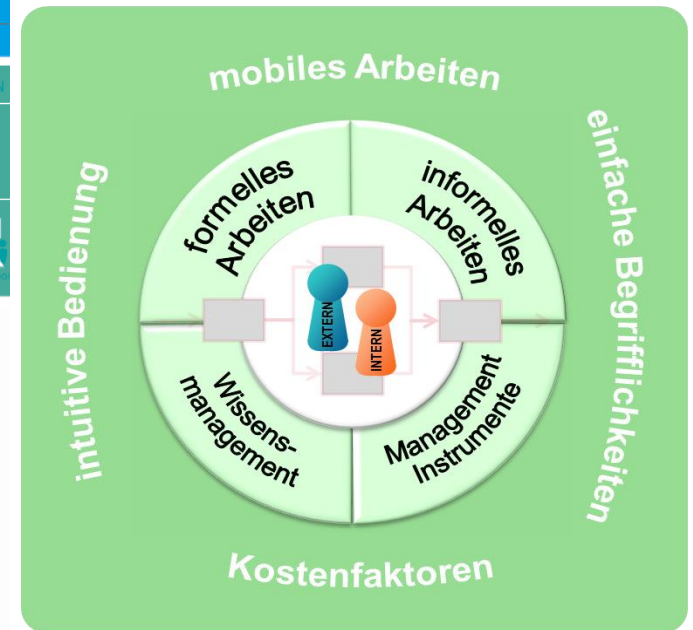 mobiles Arbeiten
einfache Begrifflichkeiten
intuitive Bedienung
formelles
Arbeiten
informelles
Arbeiten
EXTERN
INTERN
Wissens-
management
Management
Instrumente
Kostenfaktoren